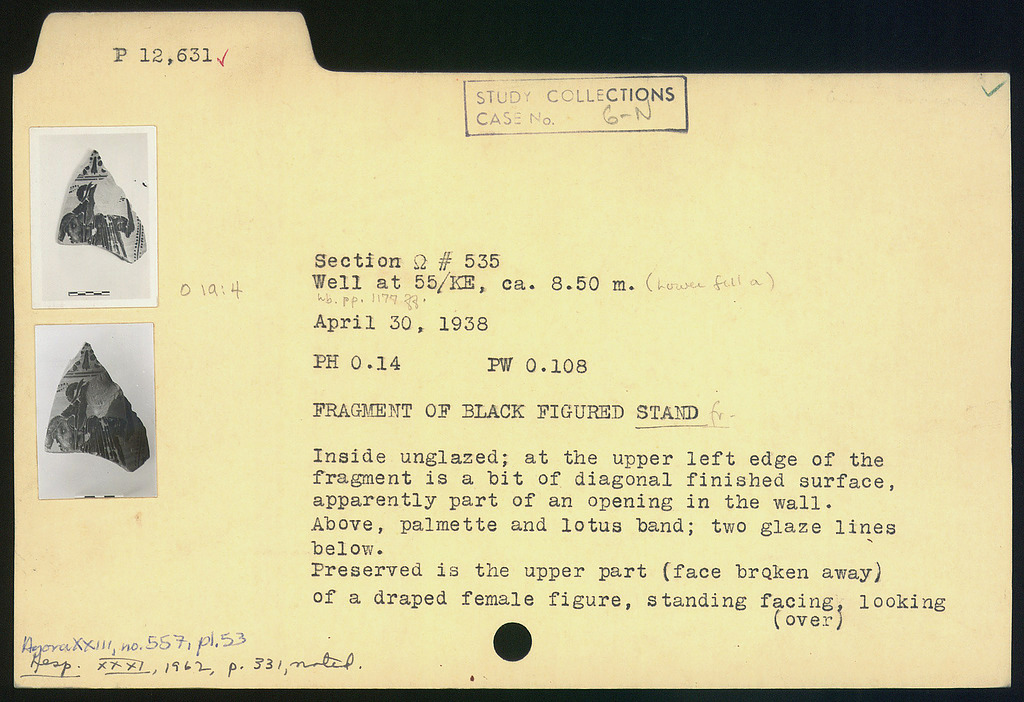 P 12,631✓
STUDY COLLECTIONS
CASE No. 6-N
Section Ω # 535
Well at 55/KE, ca. 8.50 m. (Lower fill a)
O 19:4
Nb. pp. 1177 ff.
April 30, 1938
PH 0.14 PW 0.108
FRAGMENT OF BLACK FIGURED STAND fr-
Inside unglazed; at the upper left edge of the
fragment is a bit of diagonal finished surface,
apparently part of an opening in the wall.
Above, palmette and lotus band; two glaze lines
below.
Preserved is the upper part (face broken away)
of a draped female figure, standing facing, looking
(over)
Agora XXIII, no. 557, pl. 53
Hesp. XXXI, 1962, p. 331, noted.